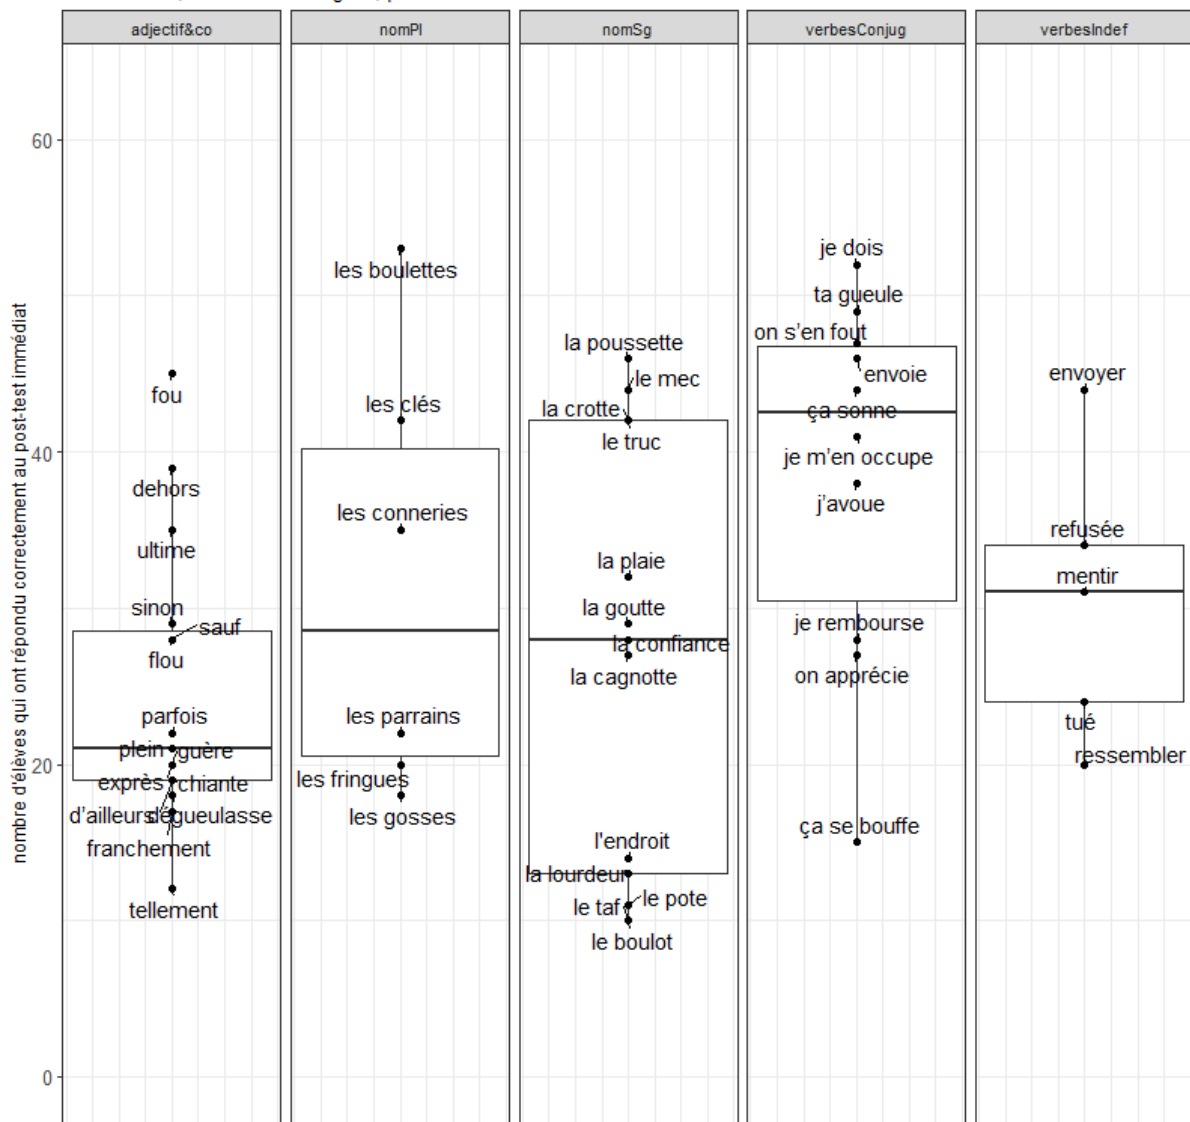 adjectif&co
nomPl
nomSg
verbesConjug
verbesIndef
nombre d'élèves qui ont répondu correctement au post-test immédiat
60
40
20
0
fou
dehors
ultime
sinon
sauf
flou
parfois
plein
guère
exprès
chiante
d'ailleurs
dégueulasse
franchement
tellement
les boulettes
les clés
les conneries
les parrains
les fringues
les gosses
la poussette
le mec
la crotte
le truc
la plaie
la goutte
la confiance
la cagnotte
l'endroit
la lourdeur
le pote
le taf
le boulot
je dois
ta gueule
on s'en fout
envoie
ça sonne
je m'en occupe
j'avoue
je rembourse
on apprécie
ça se bouffe
envoyer
refusée
mentir
tué
ressembler